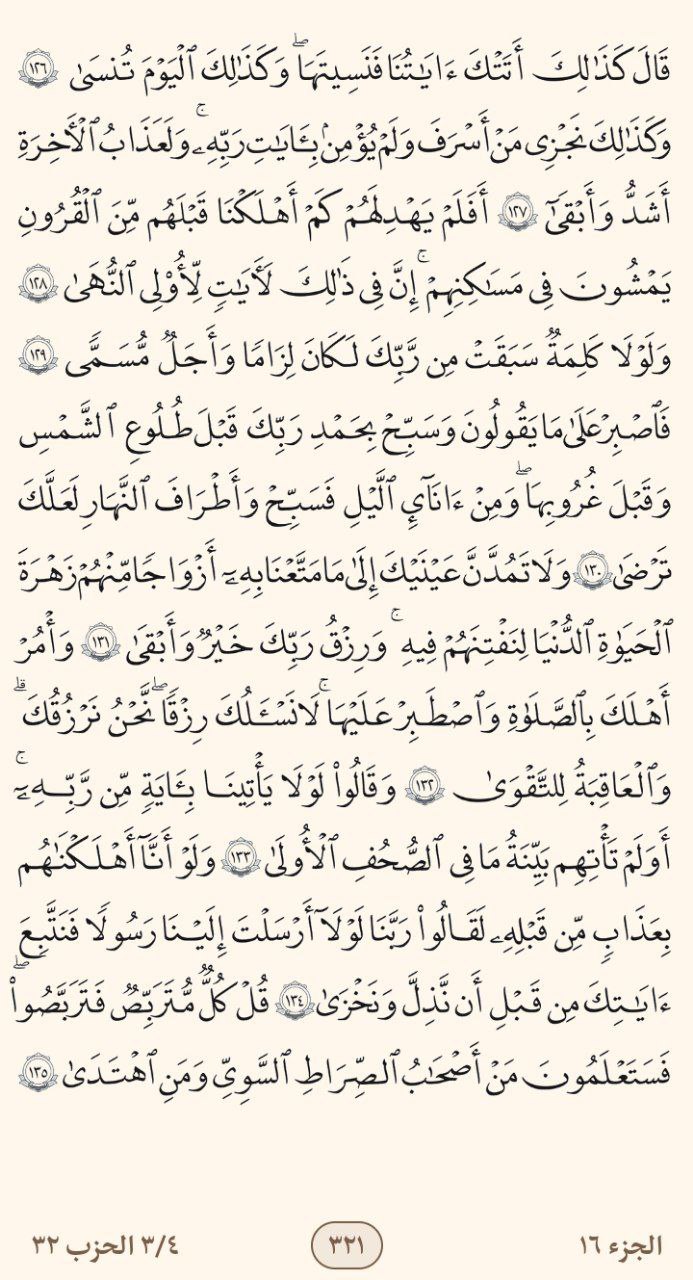 قَالَ كَذَٰلِكَ أَتَتْكَ ءَايَٰتُنَا فَنَسِيتَهَا ۖ وَكَذَٰلِكَ ٱلْيَوْمَ تُنسَىٰ ١٢٦
وَكَذَٰلِكَ نَجْزِى مَنْ أَسْرَفَ وَلَمْ يُؤْمِنۢ بِـَٔايَٰتِ رَبِّهِۦ ۚ وَلَعَذَابُ ٱلْـَٔاخِرَةِ
أَشَدُّ وَأَبْقَىٰٓ ١٢٧ أَفَلَمْ يَهْدِ لَهُمْ كَمْ أَهْلَكْنَا قَبْلَهُم مِّنَ ٱلْقُرُونِ
يَمْشُونَ فِى مَسَٰكِنِهِمْ ۚ إِنَّ فِى ذَٰلِكَ لَـَٔايَٰتٍ لِّأُو۟لِى ٱلنُّهَىٰ ١٢٨
وَلَوْلَا كَلِمَةٌ سَبَقَتْ مِن رَّبِّكَ لَكَانَ لِزَامًا وَأَجَلٌ مُّسَمًّى ١٢٩
فَٱصْبِرْ عَلَىٰ مَا يَقُولُونَ وَسَبِّحْ بِحَمْدِ رَبِّكَ قَبْلَ طُلُوعِ ٱلشَّمْسِ
وَقَبْلَ غُرُوبِهَا ۖ وَمِنْ ءَانَآئِ ٱلَّيْلِ فَسَبِّحْ وَأَطْرَافَ ٱلنَّهَارِ لَعَلَّكَ
تَرْضَىٰ ١٣٠ وَلَا تَمُدَّنَّ عَيْنَيْكَ إِلَىٰ مَا مَتَّعْنَا بِهِۦٓ أَزْوَٰجًا مِّنْهُمْ زَهْرَةَ
ٱلْحَيَوٰةِ ٱلدُّنْيَا لِنَفْتِنَهُمْ فِيهِ ۚ وَرِزْقُ رَبِّكَ خَيْرٌ وَأَبْقَىٰ ١٣١ وَأْمُرْ
أَهْلَكَ بِٱلصَّلَوٰةِ وَٱصْطَبِرْ عَلَيْهَا ۖ لَا نَسْـَٔلُكَ رِزْقًا ۖ نَّحْنُ نَرْزُقُكَ ۗ
وَٱلْعَٰقِبَةُ لِلتَّقْوَىٰ ١٣٢ وَقَالُوا۟ لَوْلَا يَأْتِينَا بِـَٔايَةٍ مِّن رَّبِّهِۦٓ ۚ
أَوَلَمْ تَأْتِهِم بَيِّنَةُ مَا فِى ٱلصُّحُفِ ٱلْأُولَىٰ ١٣٣ وَلَوْ أَنَّآ أَهْلَكْنَٰهُم
بِعَذَابٍ مِّن قَبْلِهِۦ لَقَالُوا۟ رَبَّنَا لَوْلَآ أَرْسَلْتَ إِلَيْنَا رَسُولًا فَنَتَّبِعَ
ءَايَٰتِكَ مِن قَبْلِ أَن نَّذِلَّ وَنَخْزَىٰ ١٣٤ قُلْ كُلٌّ مُّتَرَبِّصٌ فَتَرَبَّصُوا۟ ۖ
فَسَتَعْلَمُونَ مَنْ أَصْحَٰبُ ٱلصِّرَٰطِ ٱلسَّوِىِّ وَمَنِ ٱهْتَدَىٰ ١٣٥
الجزء ١٦ ٣٢١ ٣/٤ الحزب ٣٢